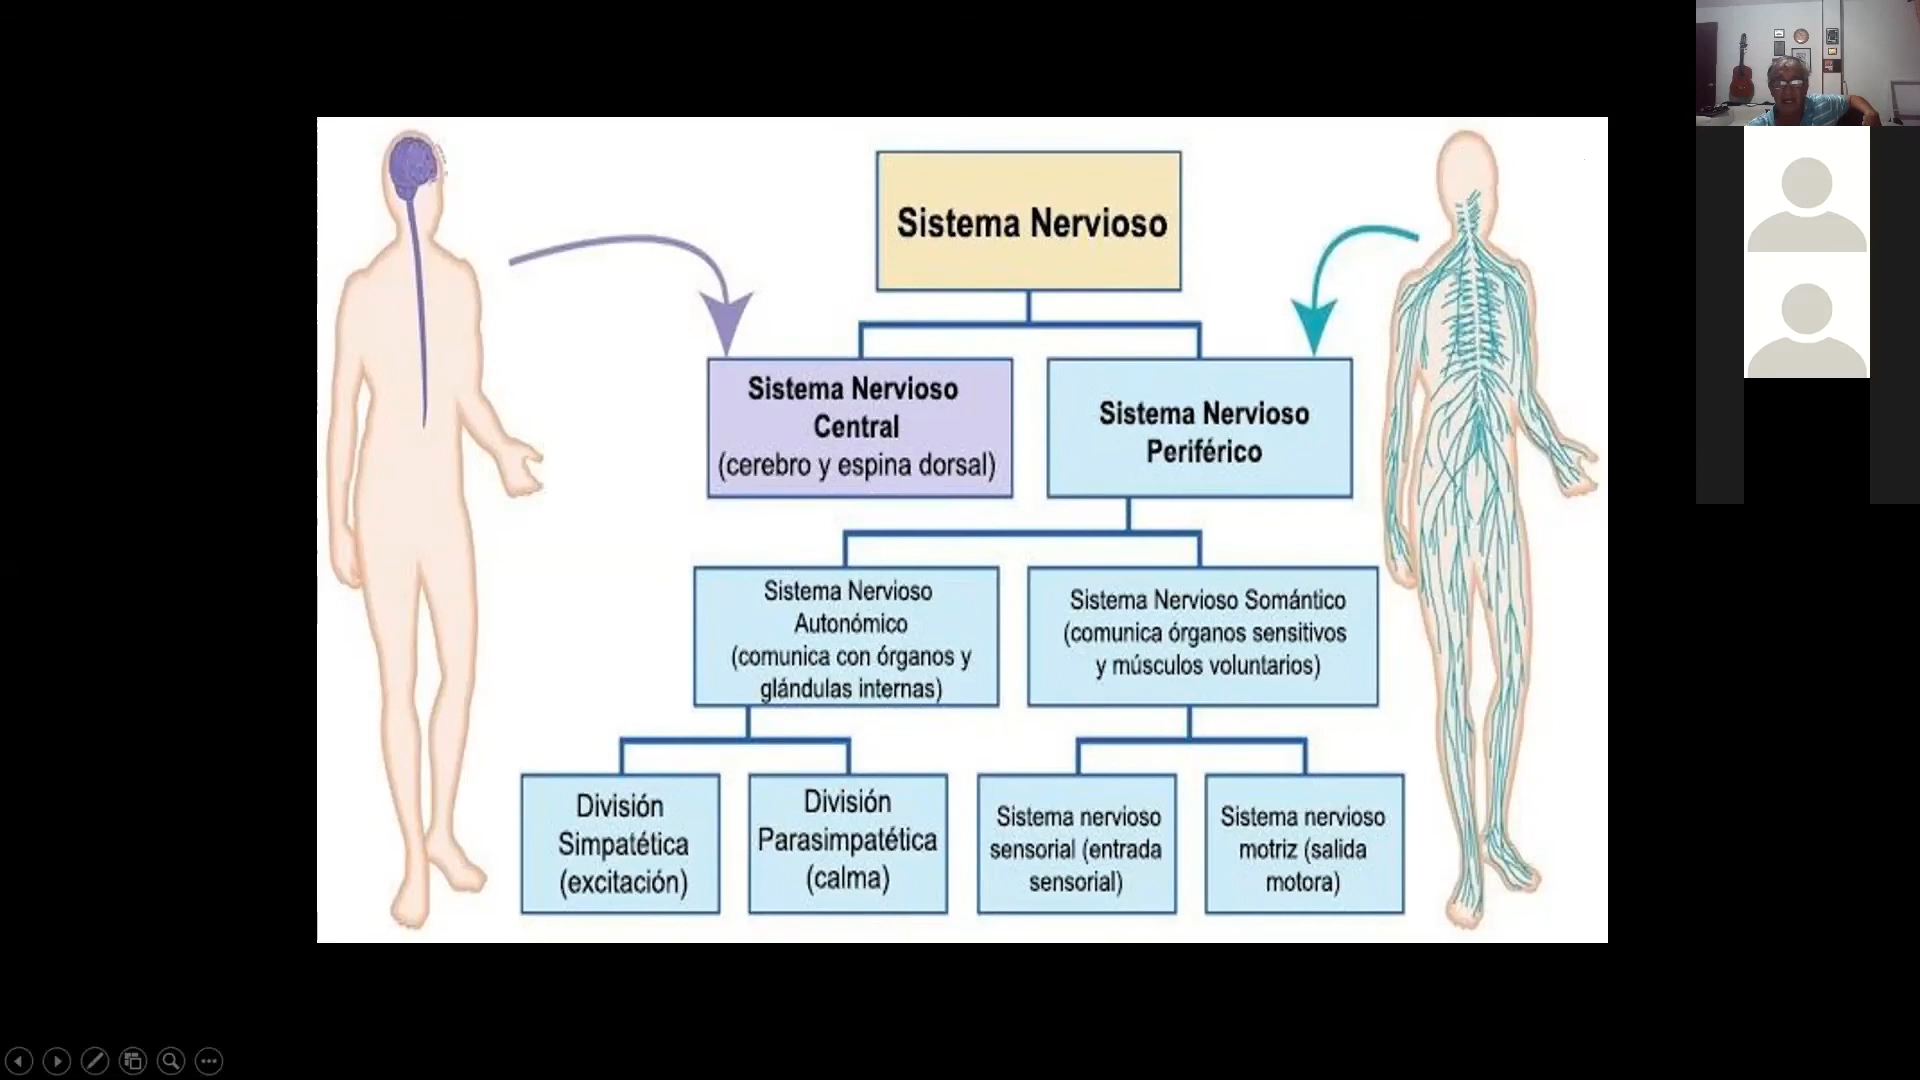 Sistema Nervioso
Sistema Nervioso
Central
(cerebro y espina dorsal)
Sistema Nervioso
Periférico
Sistema Nervioso
Autonómico
(comunica con órganos y
glándulas internas)
Sistema Nervioso Somántico
(comunica órganos sensitivos
y músculos voluntarios)
División
Simpatética
(excitación)
División
Parasimpatética
(calma)
Sistema nervioso
sensorial (entrada
sensorial)
Sistema nervioso
motriz (salida
motora)